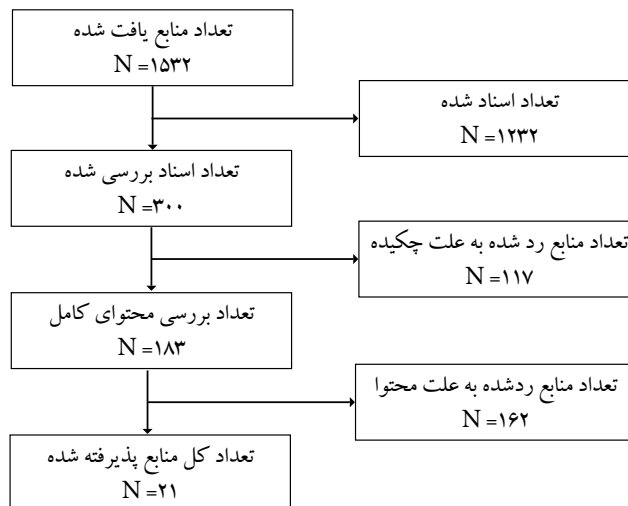 تعداد منابع یافت شده
N =۱۵۳۲
تعداد اسناد شده
N =۱۲۳۲
تعداد اسناد بررسی شده
N=۳۰۰
تعداد منابع رد شده به علت چکیده
N =۱۱۷
تعداد بررسی محتوای کامل
N=۱۸۳
تعداد منابع ردشده به علت محتوا
N =۱۶۲
تعداد کل منابع پذیرفته شده
N=۲۱